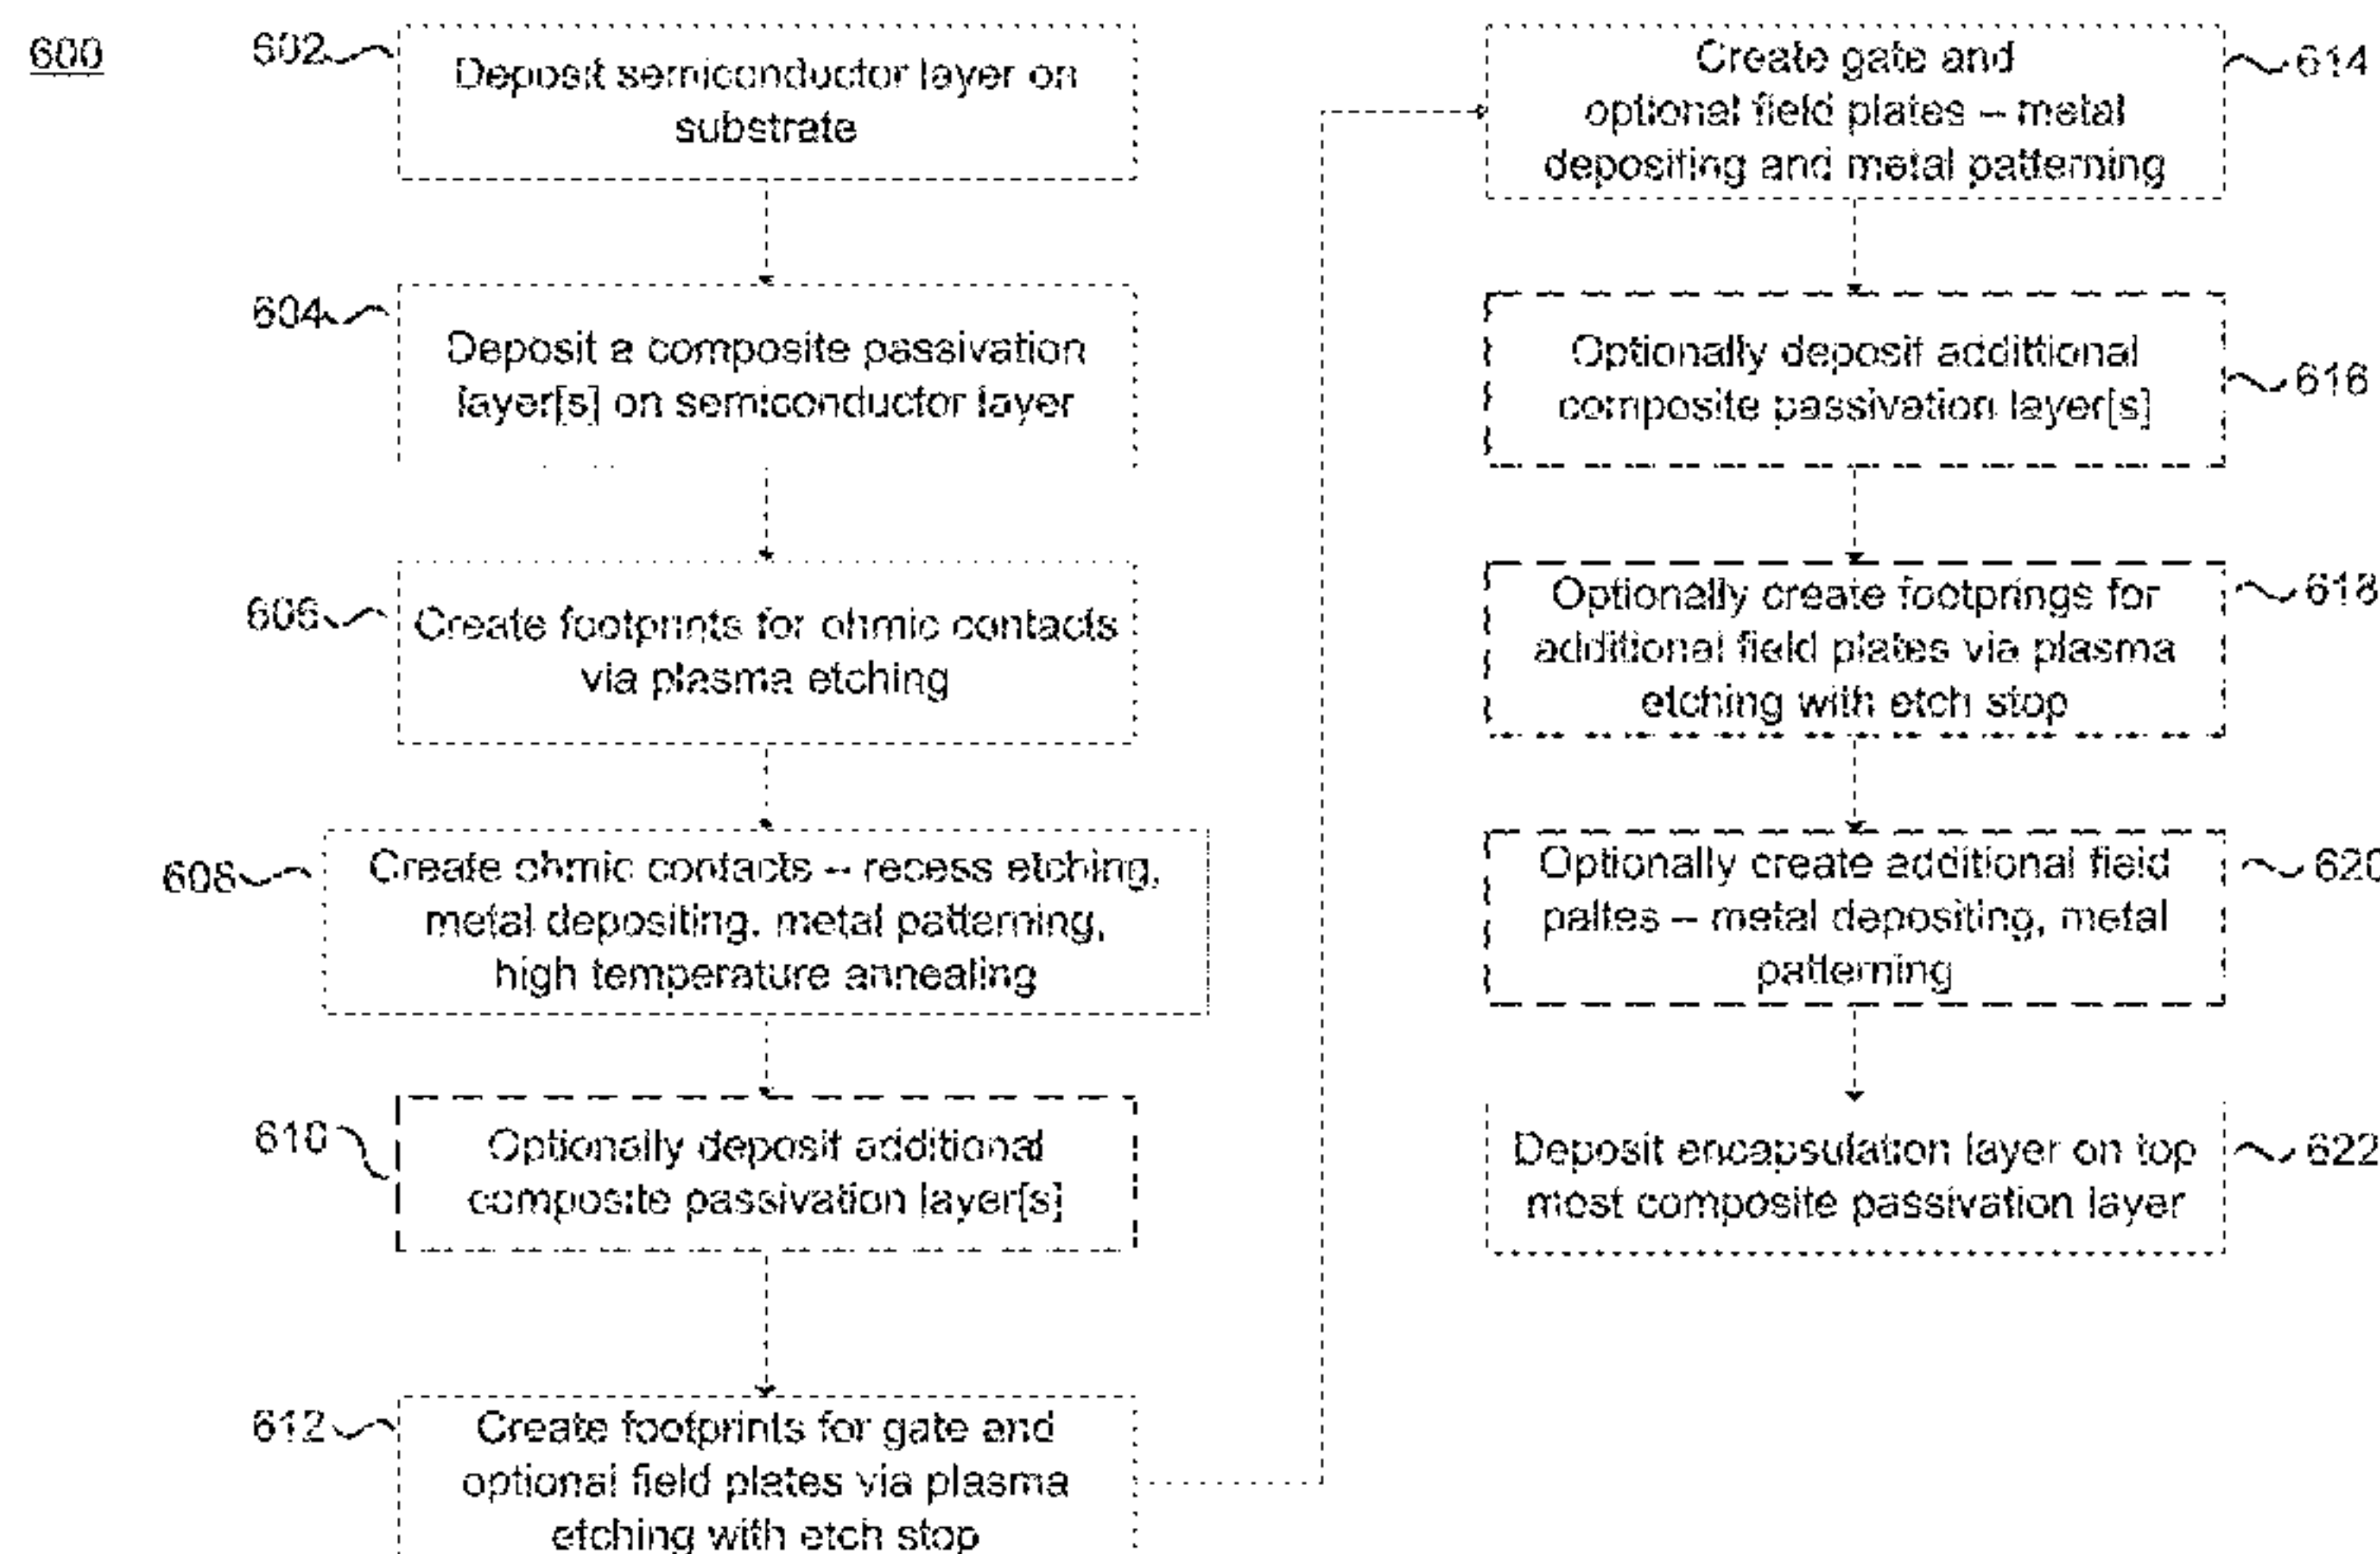 600
602
Deposit semiconductor layer on
substrate
604
Deposit a composite passivation
layer[s] on semiconductor layer
606
Create footprints for ohmic contacts
via plasma etching
608
Create ohmic contacts – recess etching,
metal depositing, metal patterning,
high temperature annealing
610
Optionally deposit additional
composite passivation layer[s]
612
Create footprints for gate and
optional field plates via plasma
etching with etch stop
Create gate and
optional field plates – metal
depositing and metal patterning
614
Optionally deposit addittional
composite passivation layer[s]
616
Optionally create footprings for
additional field plates via plasma
etching with etch stop
618
Optionally create additional field
paltes – metal depositing, metal
patterning
620
Deposit encapsulation layer on top
most composite passivation layer
622